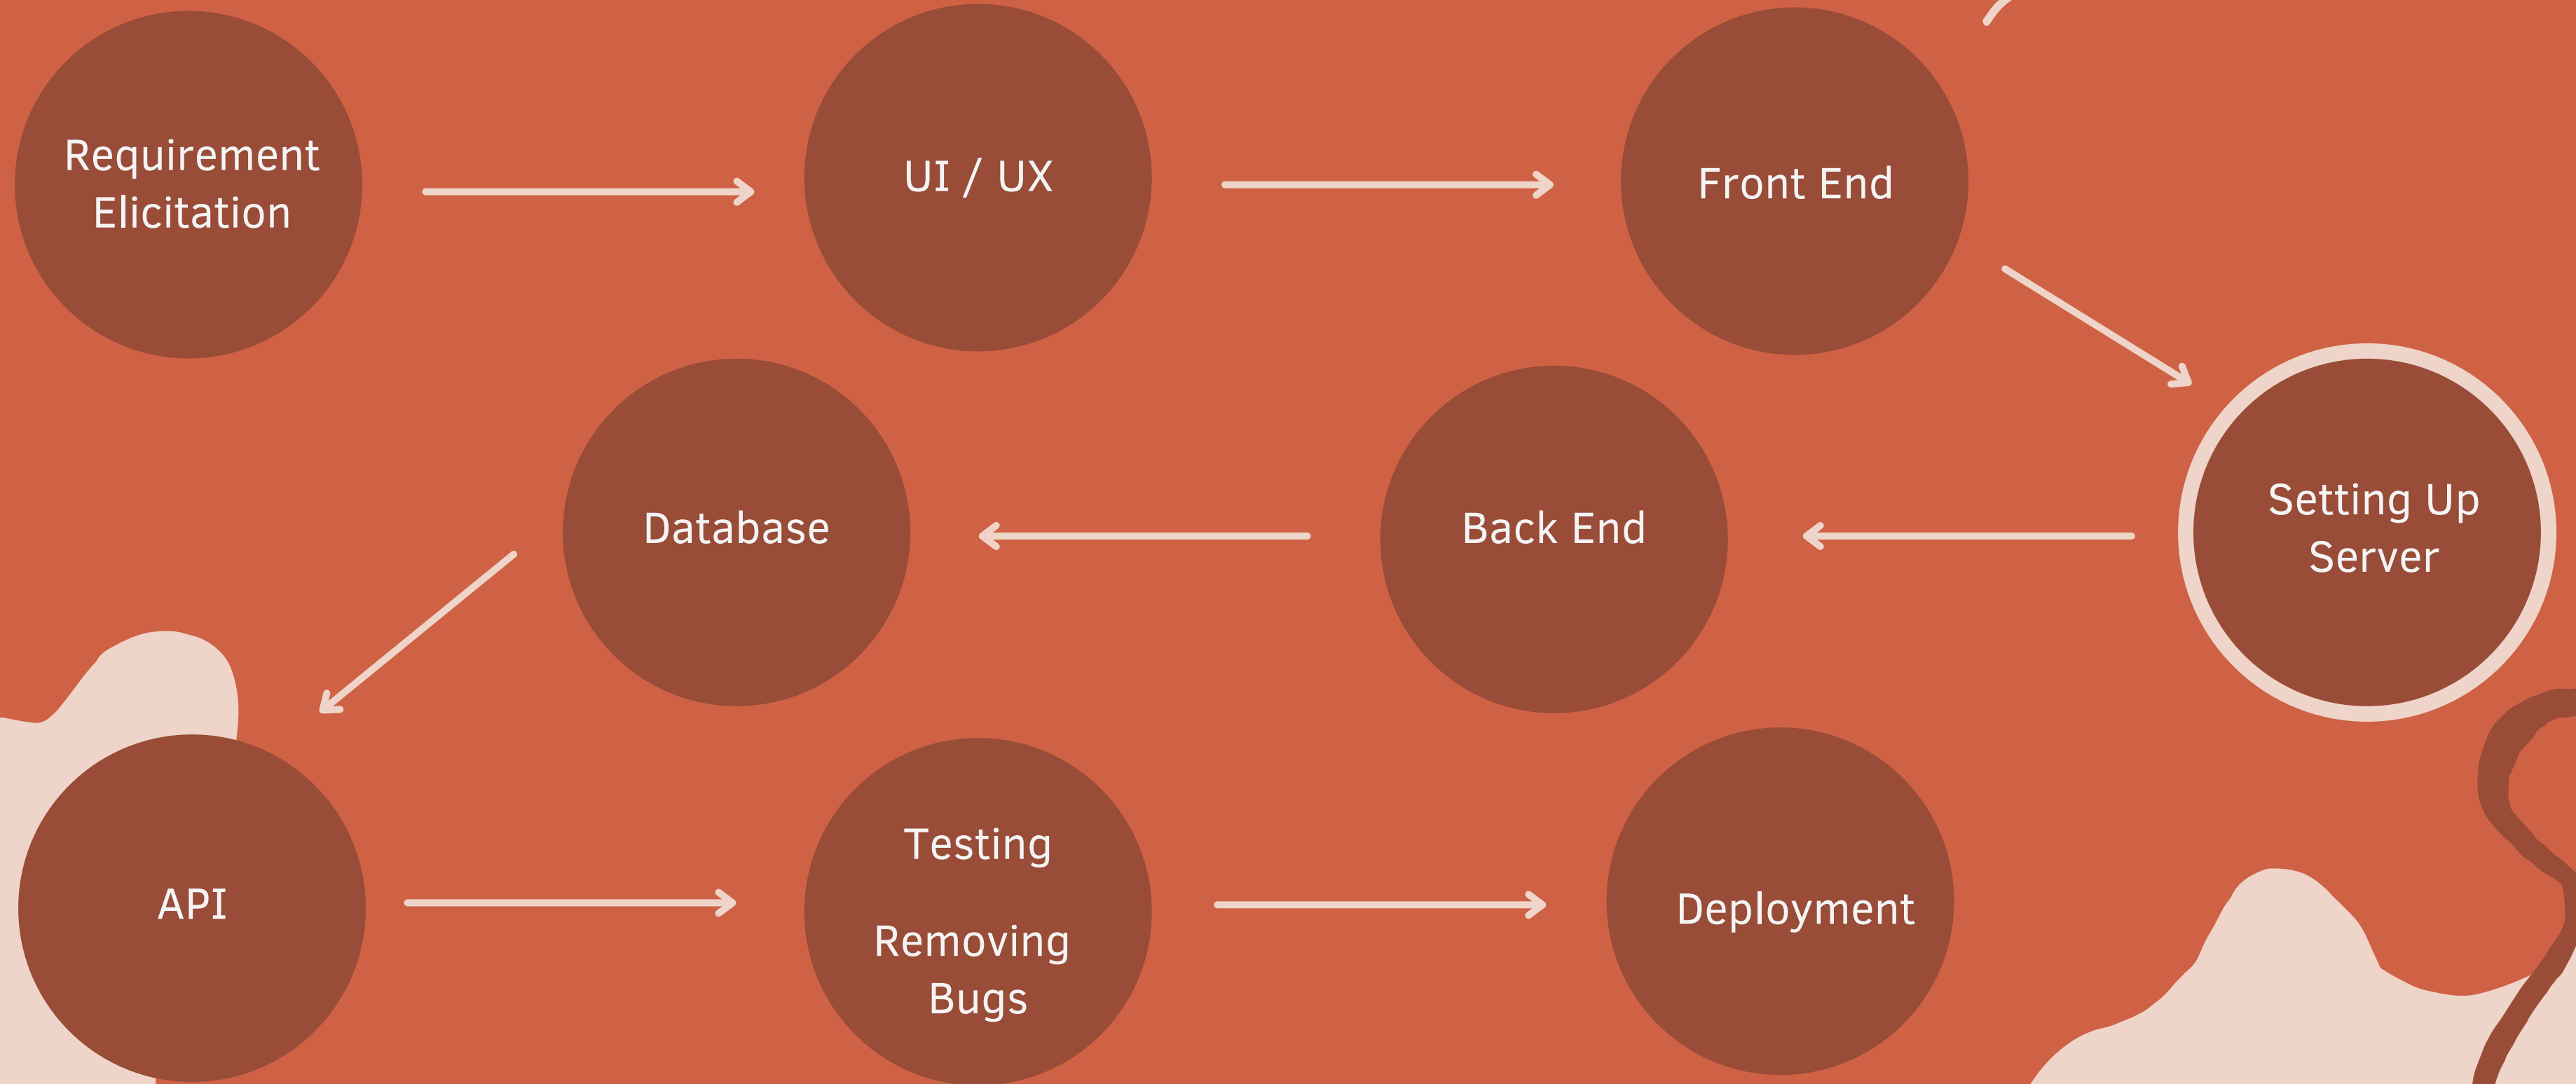 Requirement
Elicitation
UI / UX
Front End
Setting Up
Server
Back End
Database
API
Testing
Removing
Bugs
Deployment